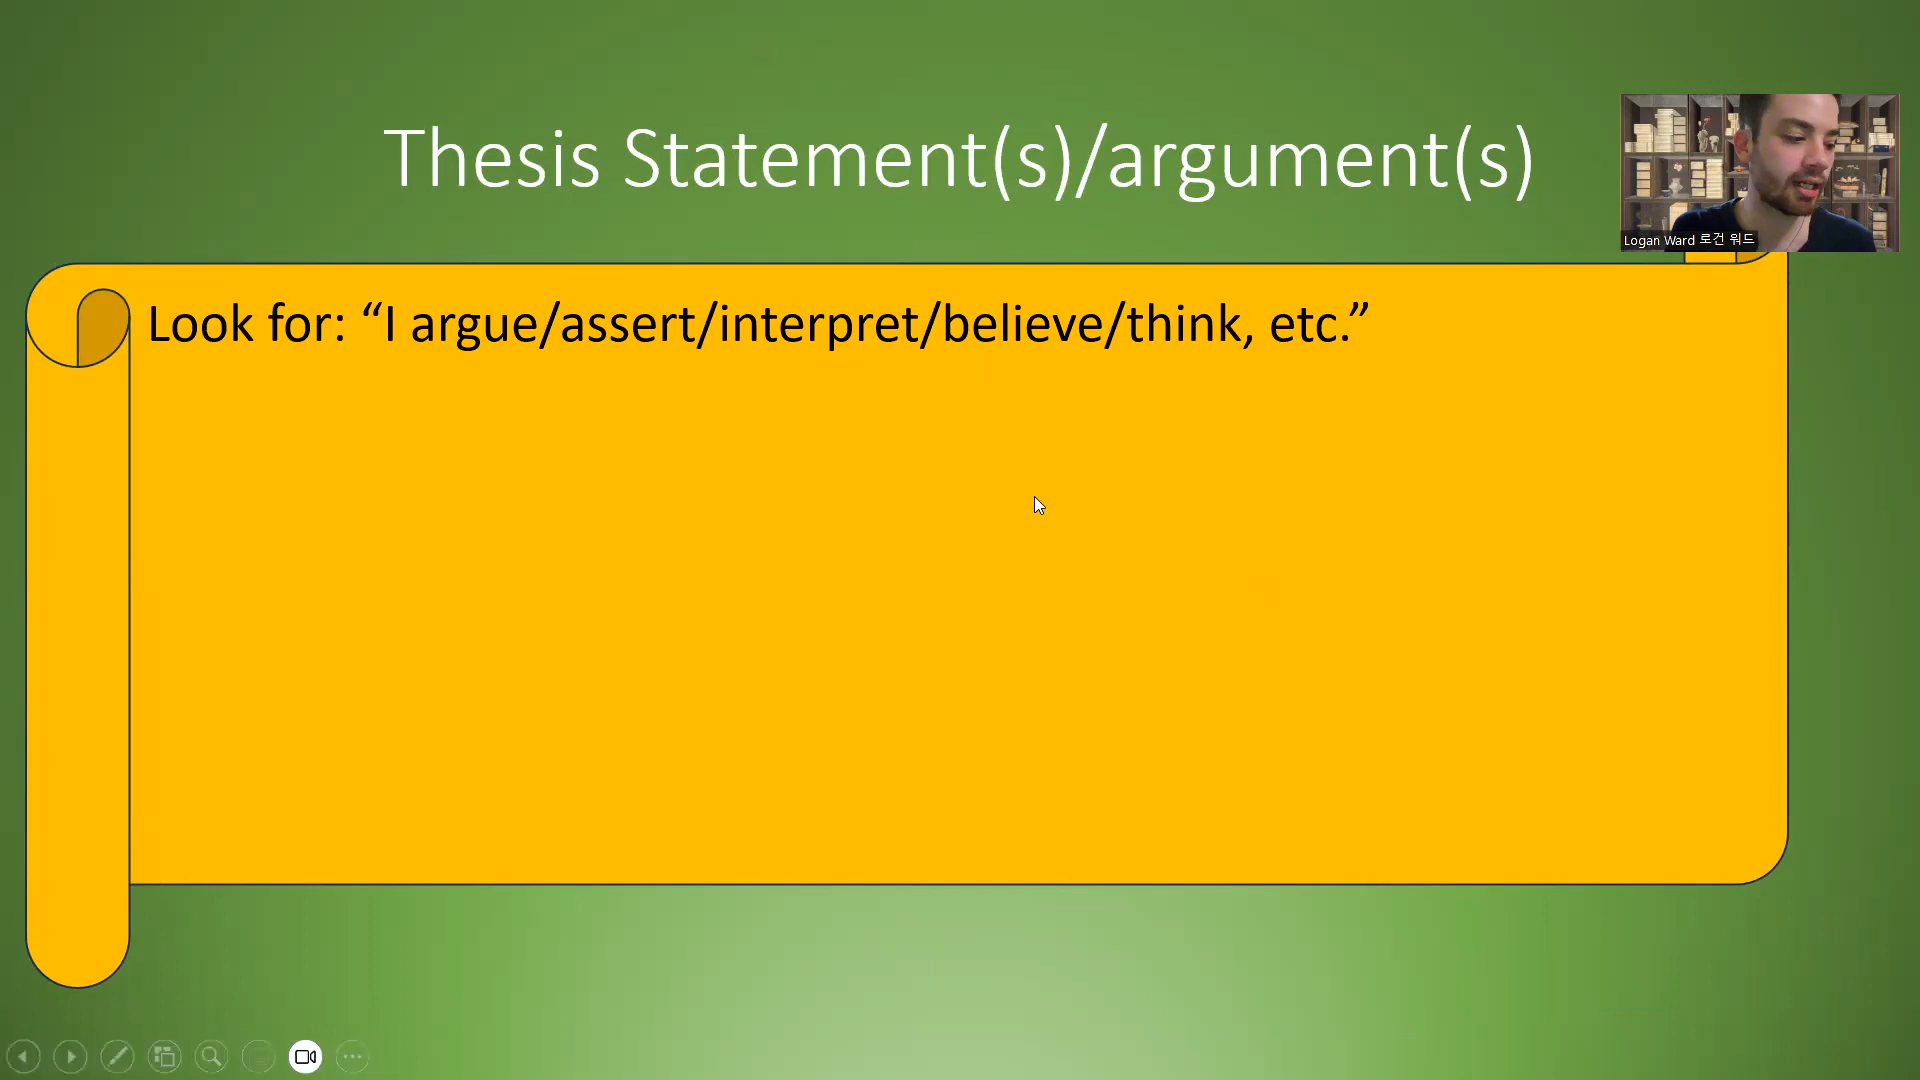 Thesis Statement(s)/argument(s)
Logan Ward 로건 워드
Look for: “I argue/assert/interpret/believe/think, etc.”